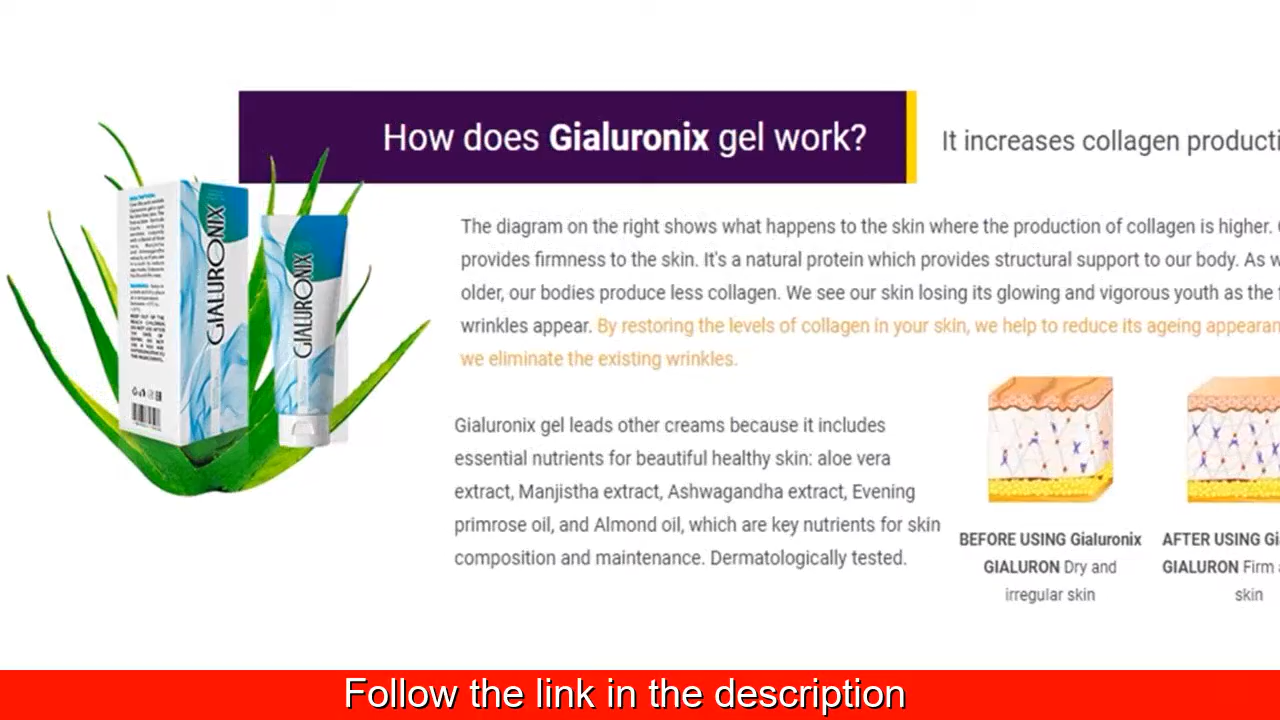 How does Gialuronix gel work?
It increases collagen producti
The diagram on the right shows what happens to the skin where the production of collagen is higher.
provides firmness to the skin. It's a natural protein which provides structural support to our body. As w
older, our bodies produce less collagen. We see our skin losing its glowing and vigorous youth as the f
wrinkles appear. By restoring the levels of collagen in your skin, we help to reduce its ageing appearan
we eliminate the existing wrinkles.
GIALURONIX
GIALURONIX
Gialuronix gel leads other creams because it includes
essential nutrients for beautiful healthy skin: aloe vera
extract, Manjistha extract, Ashwagandha extract, Evening
primrose oil, and Almond oil, which are key nutrients for skin
composition and maintenance. Dermatologically tested.
BEFORE USING Gialuronix
GIALURON Dry and
irregular skin
AFTER USING Gi
GIALURON Firm
skin
Follow the link in the description